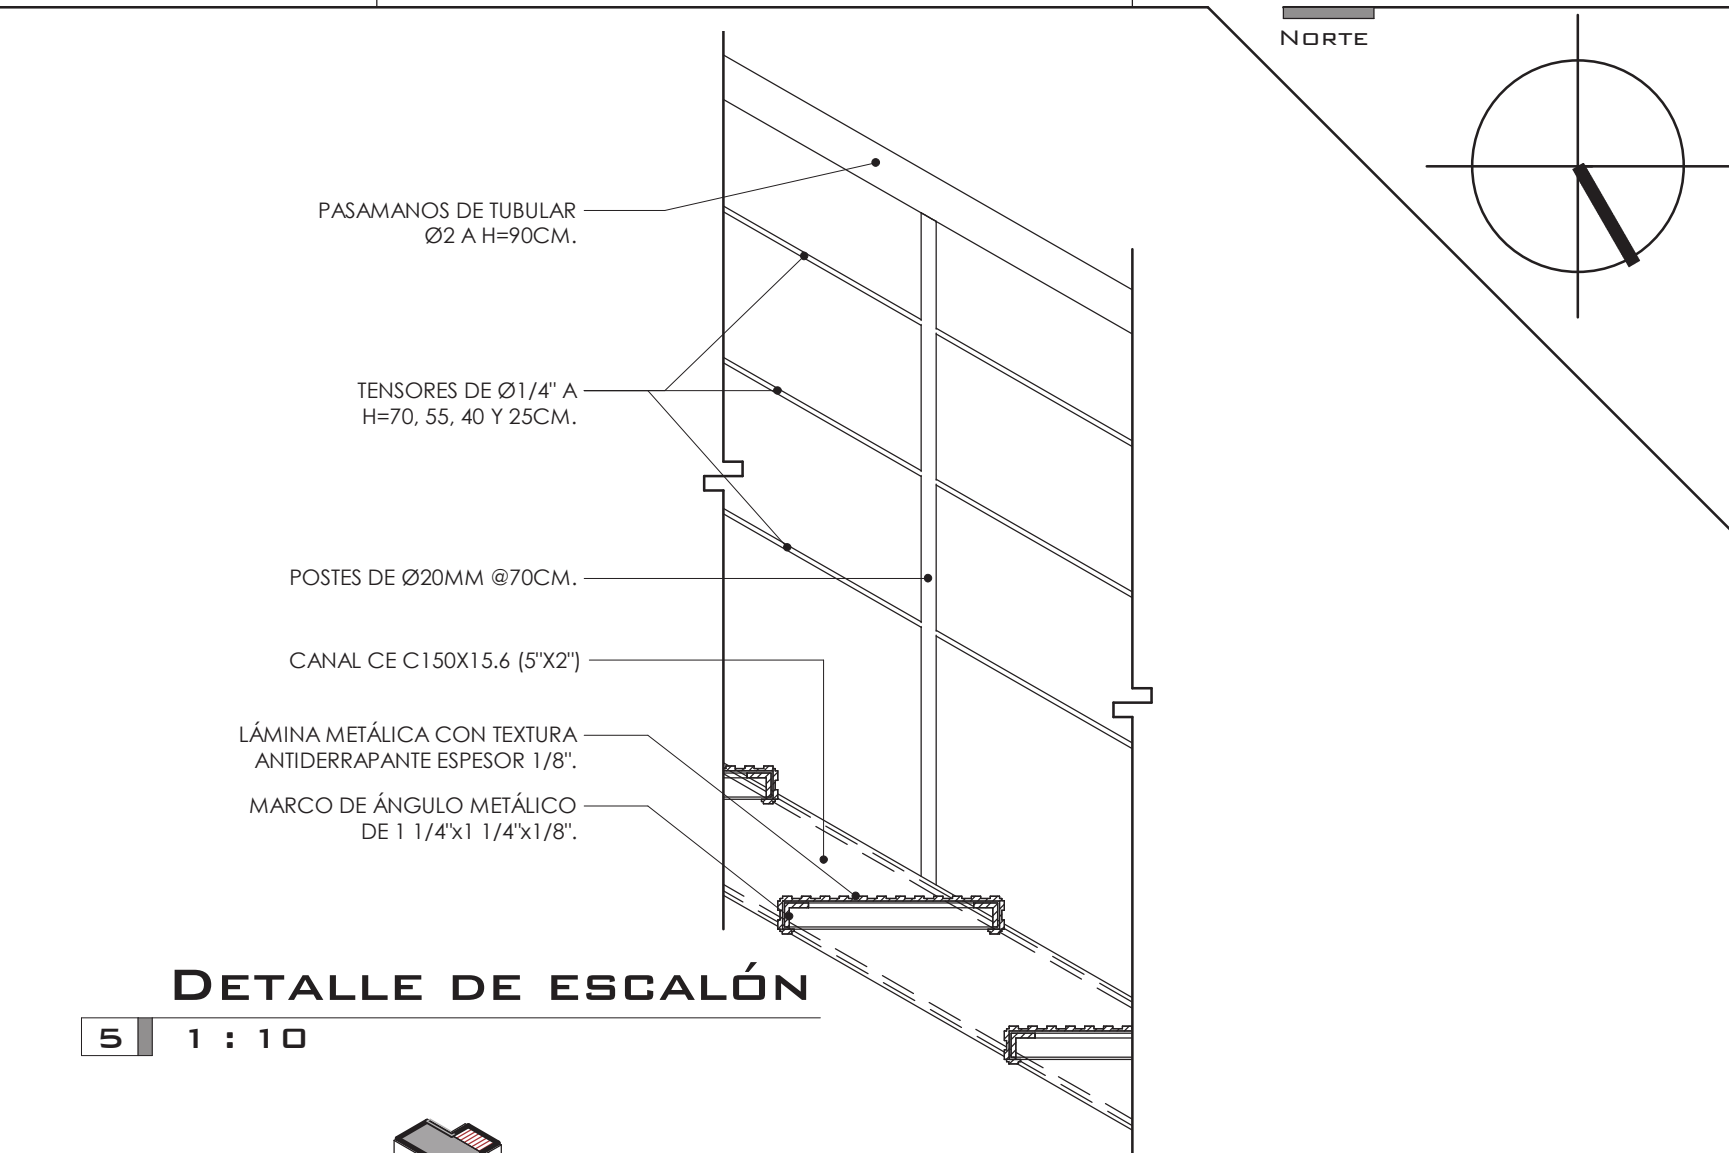 NORTE
PASAMANOS DE TUBULAR
Ø2 A H=90CM.
TENSORES DE Ø1/4" A
H=70, 55, 40 Y 25CM.
POSTES DE Ø20MM @70CM.
CANAL CE C150X15.6 (5"X2")
LÁMINA METÁLICA CON TEXTURA
ANTIDERRAPANTE ESPESOR 1/8".
MARCO DE ÁNGULO METÁLICO
DE 1 1/4"x1 1/4"x1/8".
DETALLE DE ESCALÓN
5 1 : 10